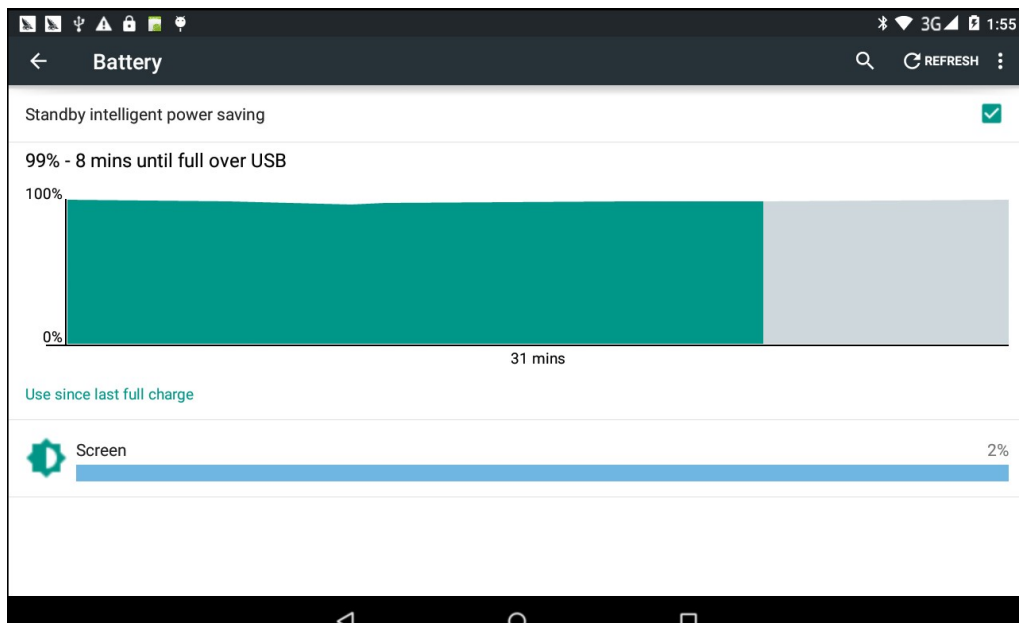 3G 1:55
Battery REFRESH
Standby intelligent power saving
99% - 8 mins until full over USB
100%
0%
31 mins
Use since last full charge
Screen 2%